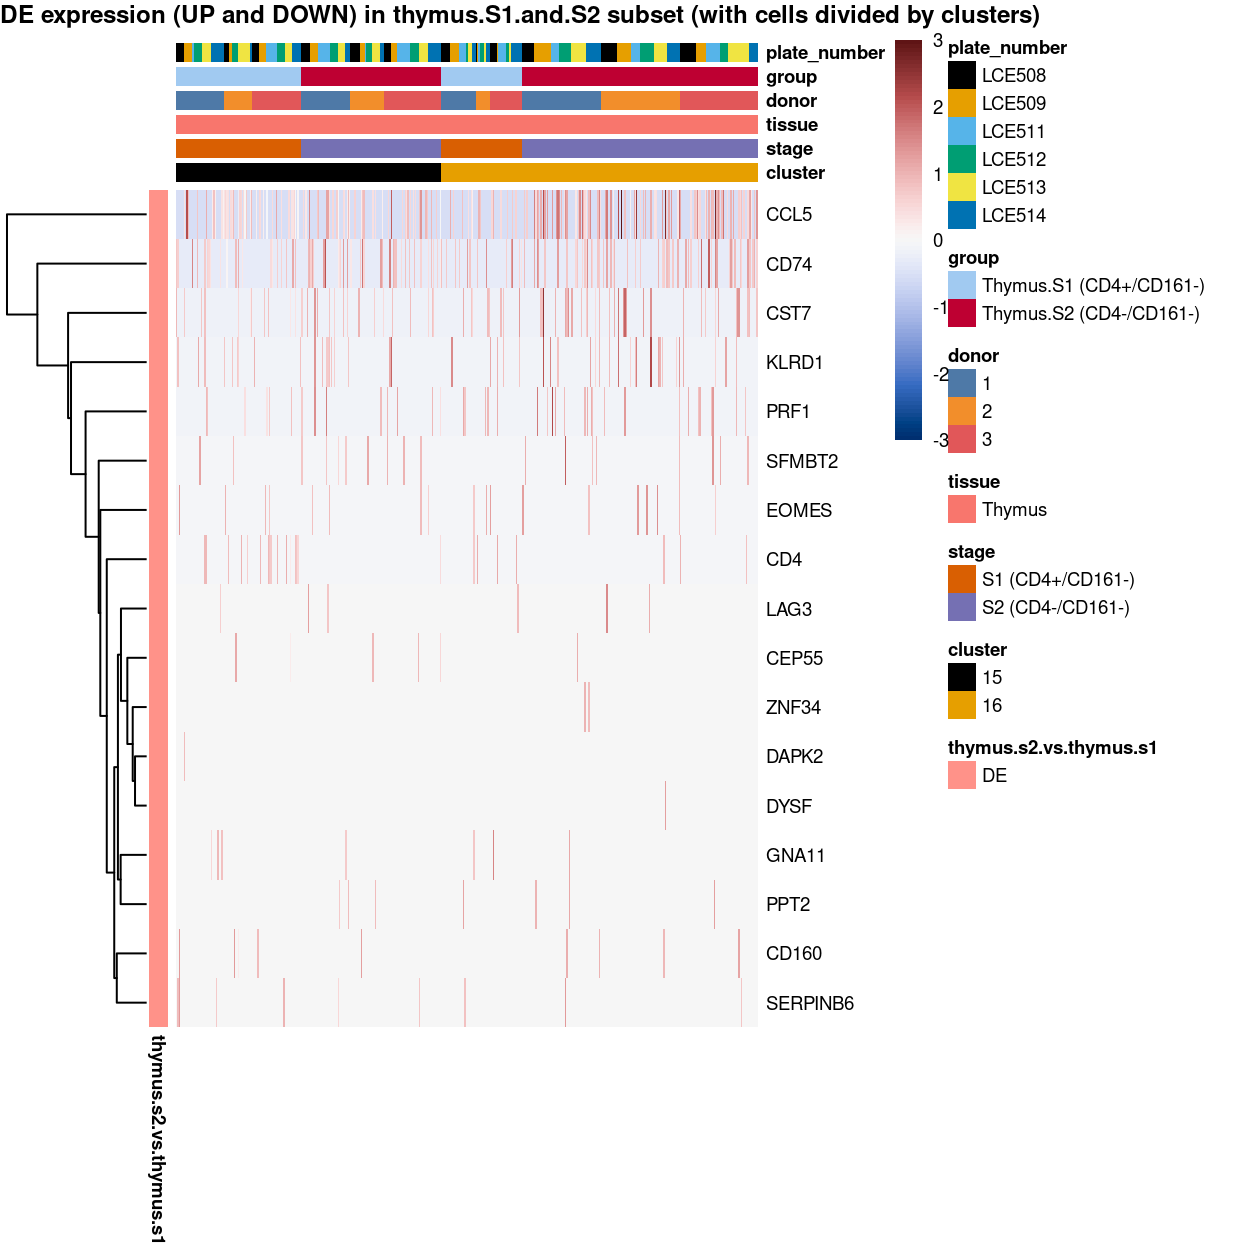 DE expression (UP and DOWN) in thymus.S1.and.S2 subset (with cells divided by clusters)
plate_number
group
donor
tissue
stage
cluster
CCL5
CD74
CST7
KLRD1
PRF1
SFMBT2
EOMES
CD4
LAG3
CEP55
ZNF34
DAPK2
DYSF
GNA11
PPT2
CD160
SERPINB6
thymus.s2.vs.thymus.s1
3
2
1
0
-1
-2
-3
plate_number
LCE508
LCE509
LCE511
LCE512
LCE513
LCE514
group
Thymus.S1 (CD4+/CD161-)
Thymus.S2 (CD4-/CD161-)
donor
1
2
3
tissue
Thymus
stage
S1 (CD4+/CD161-)
S2 (CD4-/CD161-)
cluster
15
16
thymus.s2.vs.thymus.s1
DE